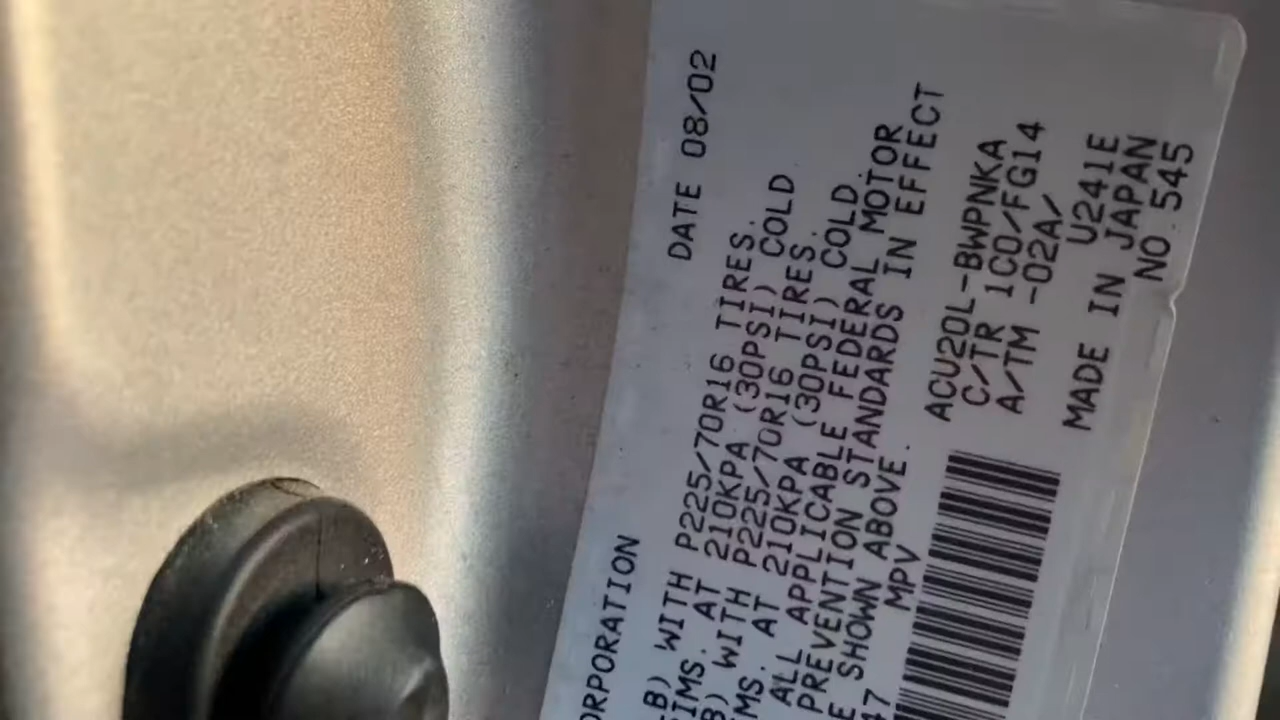 ORPORATION DATE 08/02
B) WITH P225/70R16 TIRES.
IMS. AT 210KPA (30PSI) COLD
B) WITH P225/70R16 TIRES.
MS. AT 210KPA (30PSI) COLD
ALL APPLICABLE FEDERAL MOTOR
PREVENTION STANDARDS IN EFFECT
E SHOWN ABOVE.
47 MPV
ACU20L-BWPNKA
C/TR 1C0/FG14
A/TM -02A/
U241E
MADE IN JAPAN
NO 545